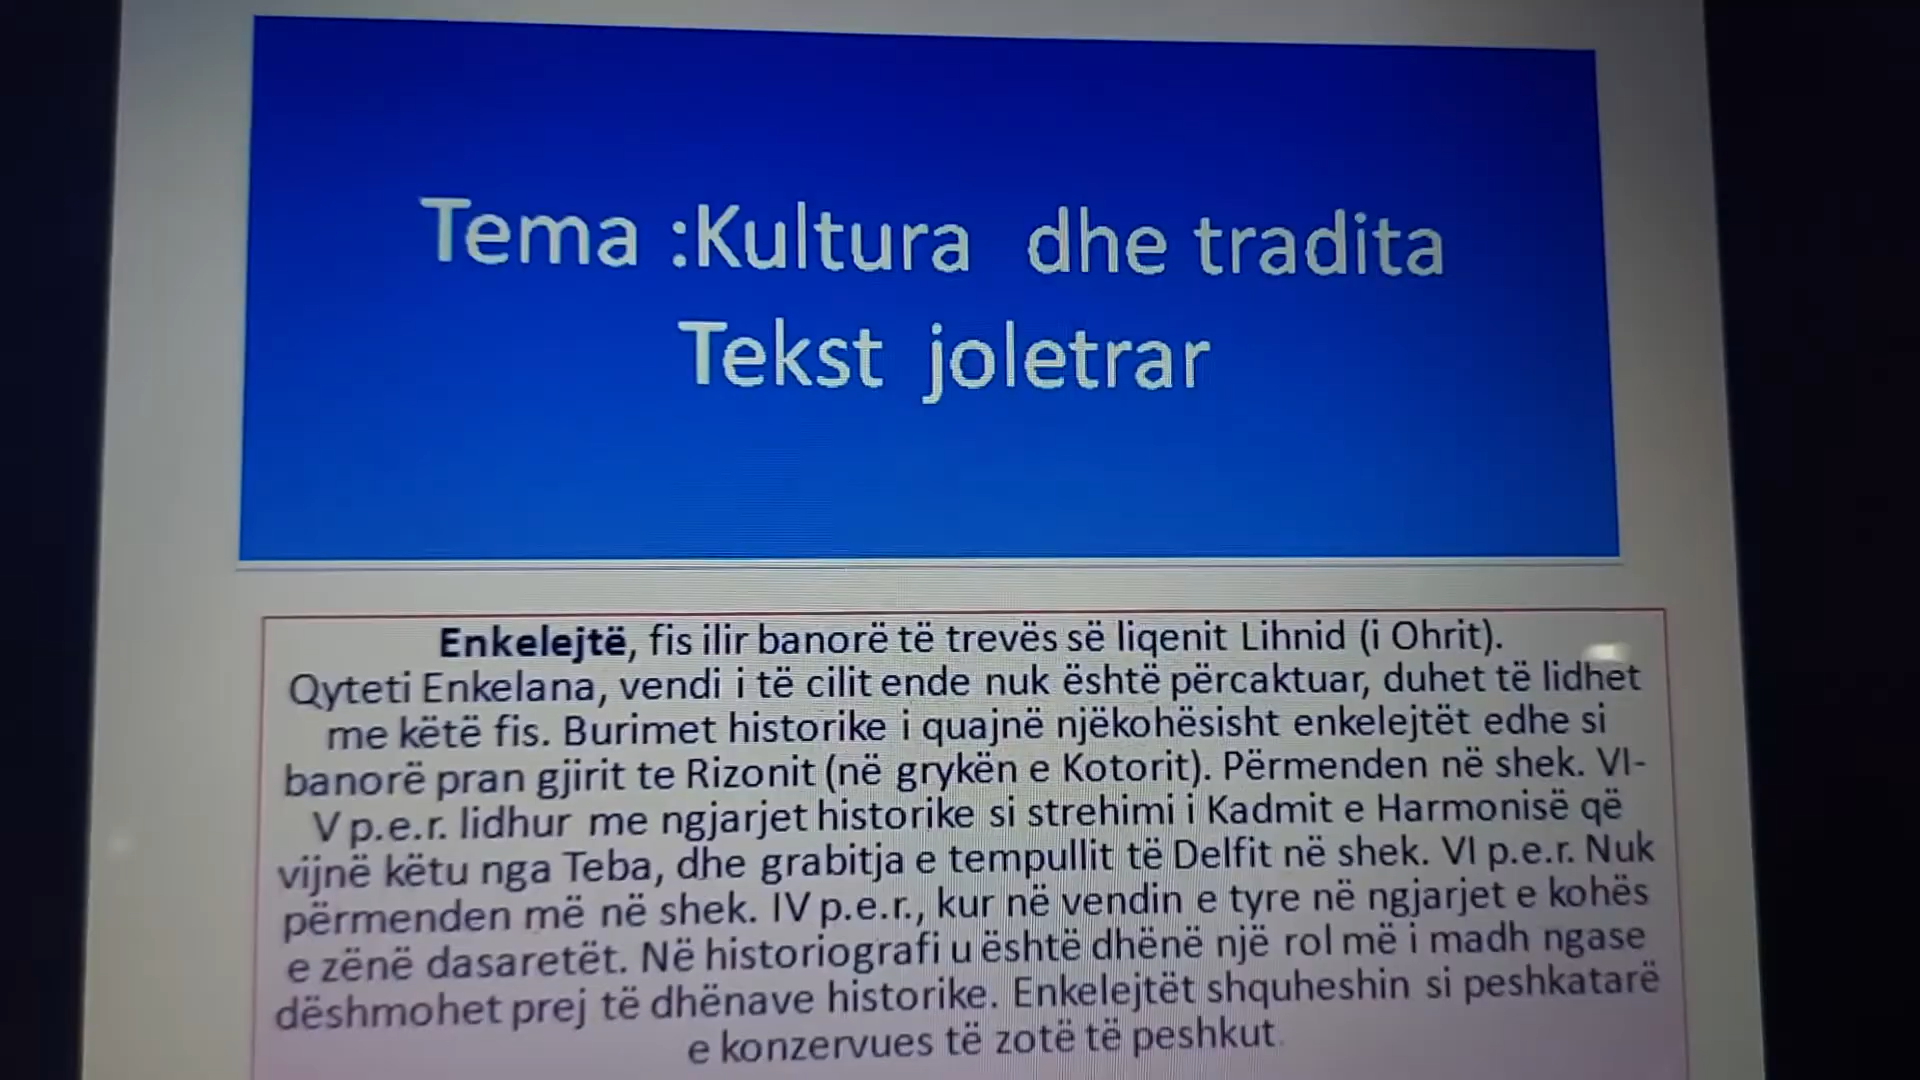 Tema :Kultura dhe tradita
Tekst joletrar
Enkelejtë, fis ilir banorë të trevës së liqenit Lihnid (i Ohrit).
Qyteti Enkelana, vendi i të cilit ende nuk është përcaktuar, duhet të lidhet
me këtë fis. Burimet historike i quajnë njëkohësisht enkelejtët edhe si
banorë pran gjirit te Rizonit (në grykën e Kotorit). Përmenden në shek. VI-
V p.e.r. lidhur me ngjarjet historike si strehimi i Kadmit e Harmonisë që
vijnë këtu nga Teba, dhe grabitja e tempullit të Delfit në shek. VI p.e.r. Nuk
përmenden më në shek. IV p.e.r., kur në vendin e tyre në ngjarjet e kohës
e zënë dasaretët. Në historiografi u është dhënë një rol më i madh ngase
dëshmohet prej të dhënave historike. Enkelejtët shquheshin si peshkatarë
e konzervues të zotë të peshkut.